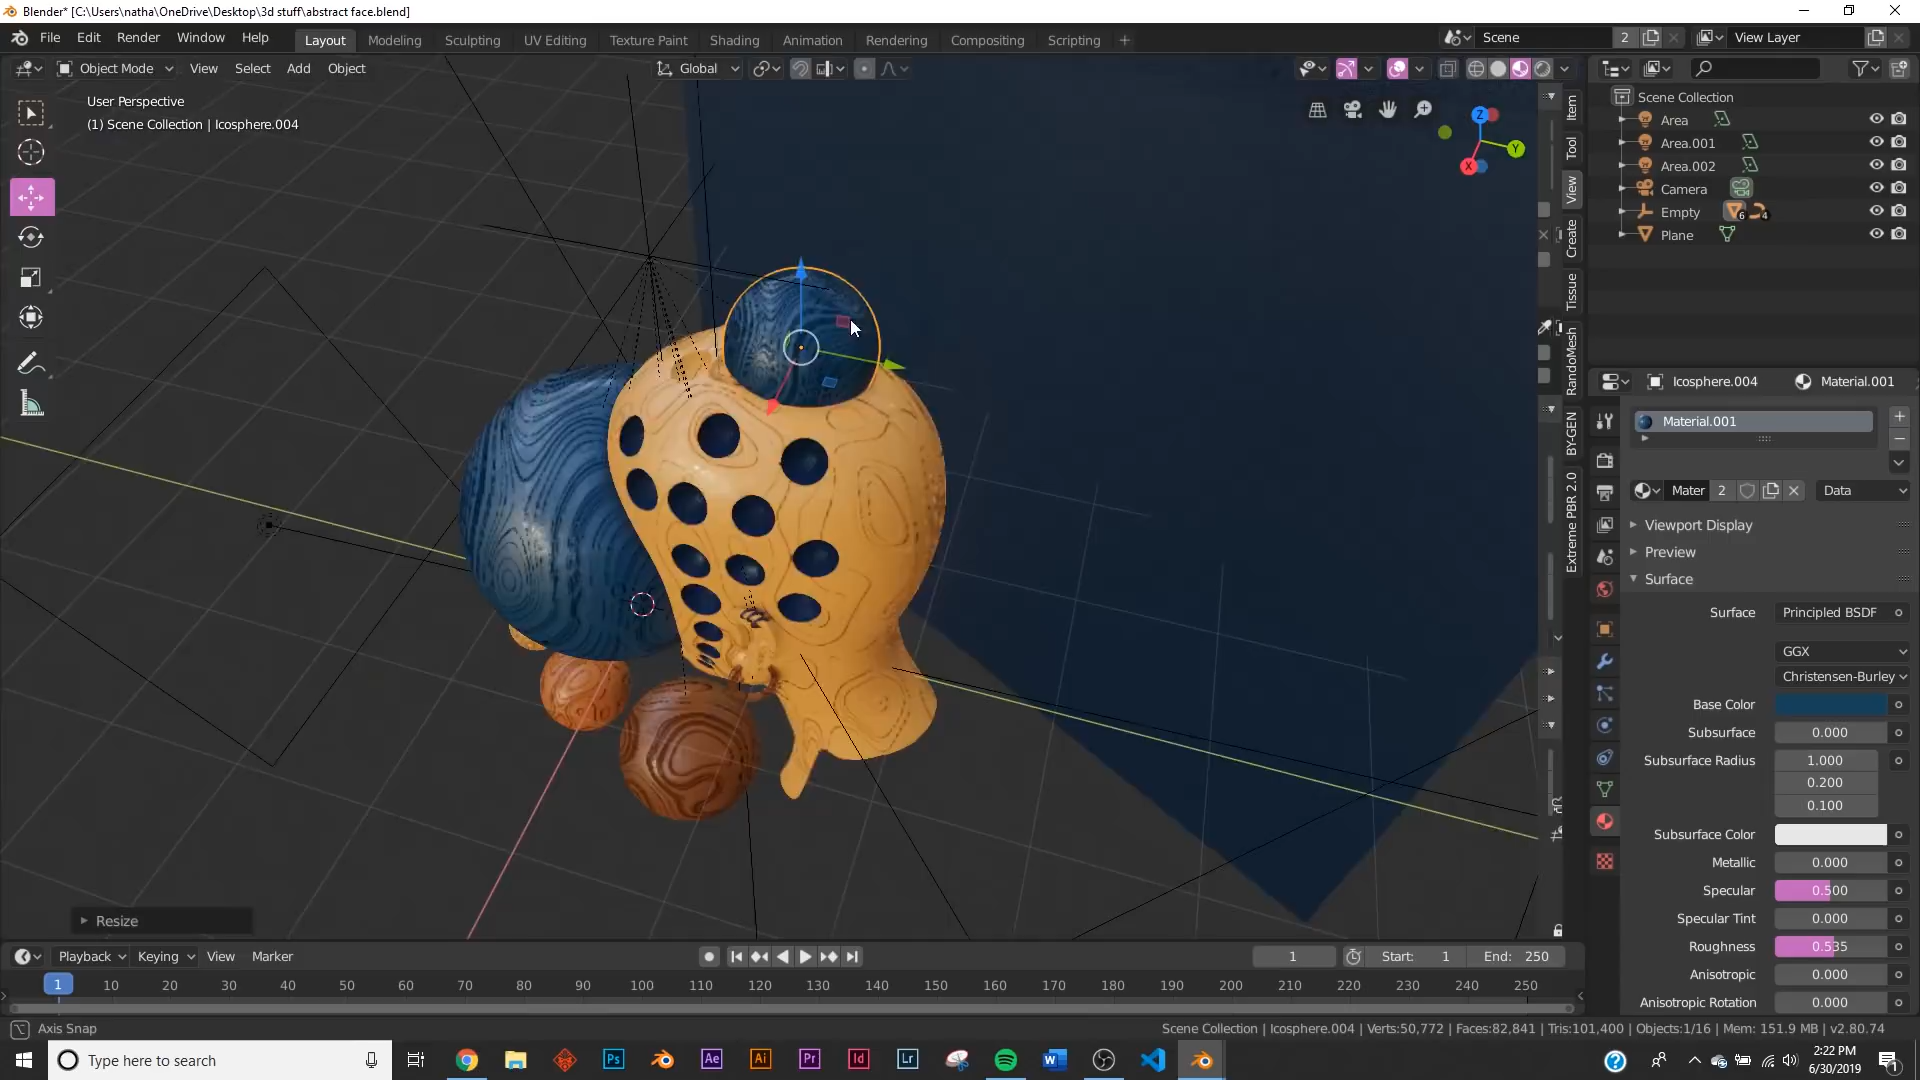 Blender* [C:\Users\natha\OneDrive\Desktop\3d stuff\abstract face.blend]
File Edit Render Window Help Layout Modeling Sculpting UV Editing Texture Paint Shading Animation Rendering Compositing Scripting + Scene 2 View Layer
Object Mode View Select Add Object Global
User Perspective
(1) Scene Collection | Icosphere.004
Z
Y
X
Item
Tool
View
Create
Tissue
RandoMesh
BY-GEN
Extreme PBR 2.0
Scene Collection
Area
Area.001
Area.002
Camera
Empty 6 4
Plane
Icosphere.004 Material.001
Material.001
Mater 2 Data
Viewport Display
Preview
Surface
Surface Principled BSDF
GGX
Christensen-Burley
Base Color
Subsurface 0.000
Subsurface Radius 1.000
0.200
0.100
Subsurface Color
Metallic 0.000
Specular 0.500
Specular Tint 0.000
Roughness 0.535
Anisotropic 0.000
Anisotropic Rotation 0.000
Resize
Playback Keying View Marker 1 Start: 1 End: 250
1 10 20 30 40 50 60 70 80 90 100 110 120 130 140 150 160 170 180 190 200 210 220 230 240 250
Axis Snap
Scene Collection | Icosphere.004 | Verts:50,772 | Faces:82,841 | Tris:101,400 | Objects:1/16 | Mem: 151.9 MB | v2.80.74
Type here to search Ps Ae Ai Pr Id Lr
2:22 PM
6/30/2019
1